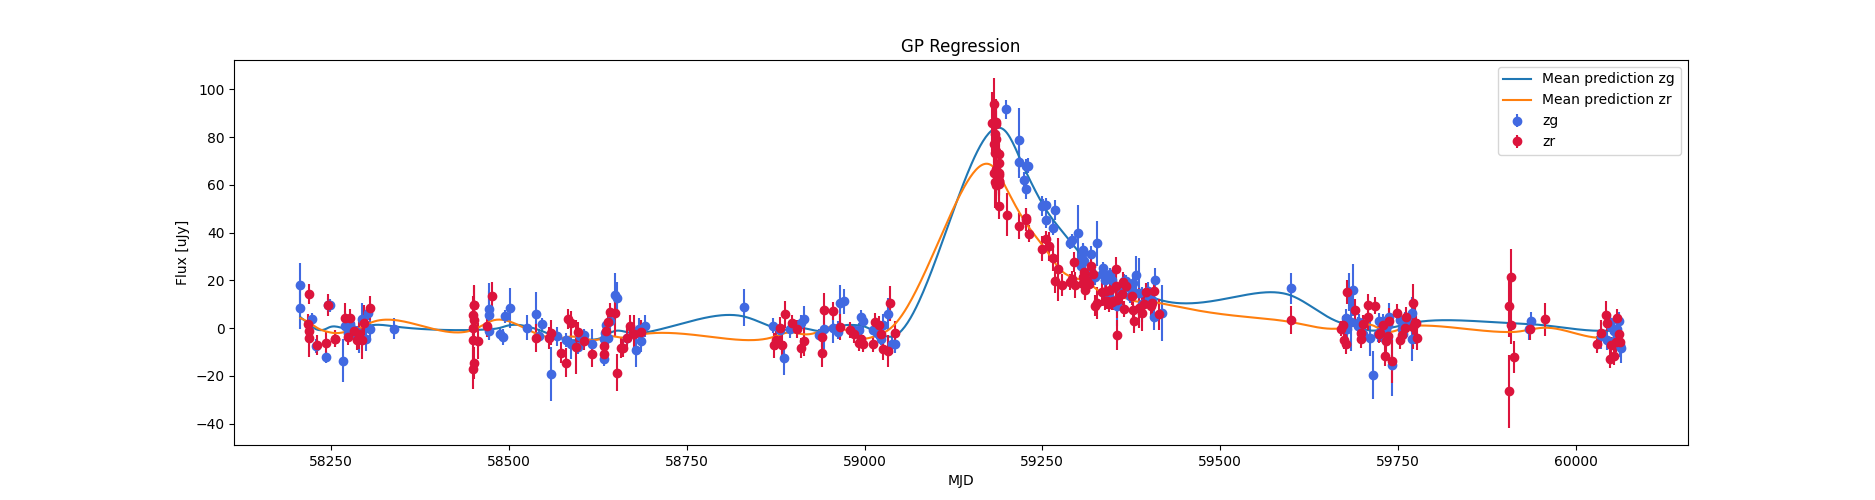 GP Regression
Mean prediction zg
Mean prediction zr
zg
zr
Flux [uJy]
100
80
60
40
20
0
−20
−40
58250 58500 58750 59000 59250 59500 59750 60000
MJD